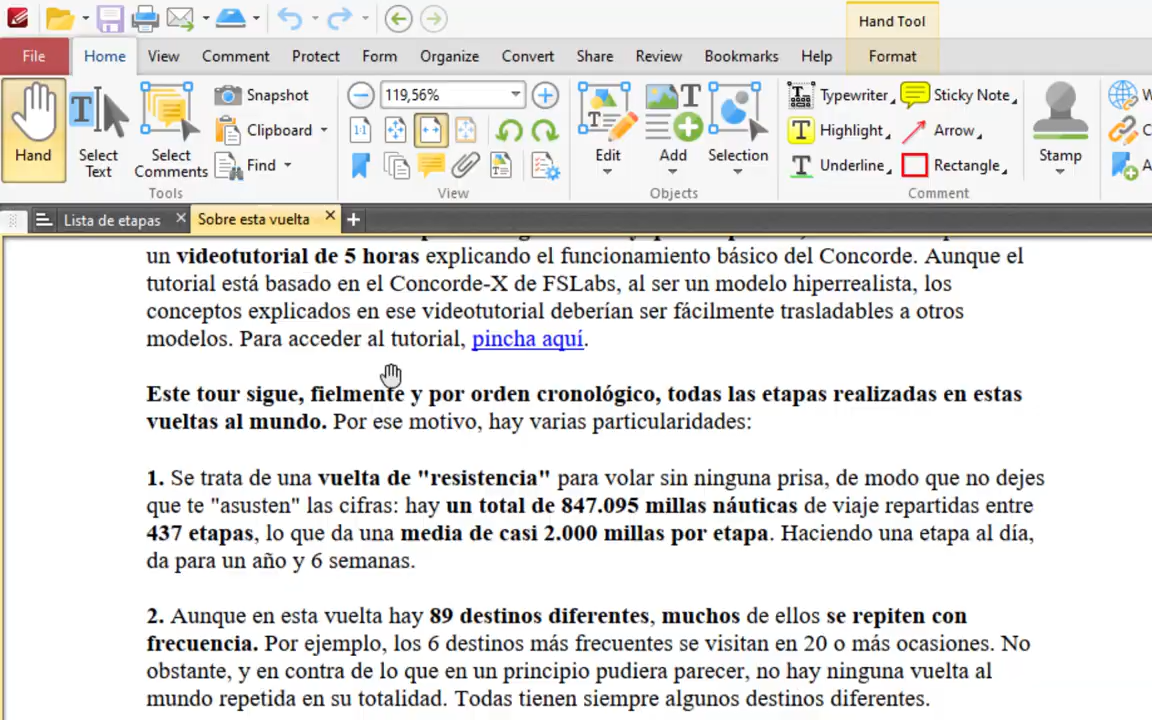 Hand Tool
File Home View Comment Protect Form Organize Convert Share Review Bookmarks Help Format
Hand
Select Text
Select Comments
Snapshot
Clipboard
Find
Tools
119,56%
1:1
View
Edit
Add
Selection
Objects
Typewriter
Highlight
Underline
Sticky Note
Arrow
Rectangle
Comment
Stamp
Lista de etapas
Sobre esta vuelta
un videotutorial de 5 horas explicando el funcionamiento básico del Concorde. Aunque el
tutorial está basado en el Concorde-X de FSLabs, al ser un modelo hiperrealista, los
conceptos explicados en ese videotutorial deberían ser fácilmente trasladables a otros
modelos. Para acceder al tutorial, pincha aquí.
Este tour sigue, fielmente y por orden cronológico, todas las etapas realizadas en estas
vueltas al mundo. Por ese motivo, hay varias particularidades:
1. Se trata de una vuelta de "resistencia" para volar sin ninguna prisa, de modo que no dejes
que te "asusten" las cifras: hay un total de 847.095 millas náuticas de viaje repartidas entre
437 etapas, lo que da una media de casi 2.000 millas por etapa. Haciendo una etapa al día,
da para un año y 6 semanas.
2. Aunque en esta vuelta hay 89 destinos diferentes, muchos de ellos se repiten con
frecuencia. Por ejemplo, los 6 destinos más frecuentes se visitan en 20 o más ocasiones. No
obstante, y en contra de lo que en un principio pudiera parecer, no hay ninguna vuelta al
mundo repetida en su totalidad. Todas tienen siempre algunos destinos diferentes.